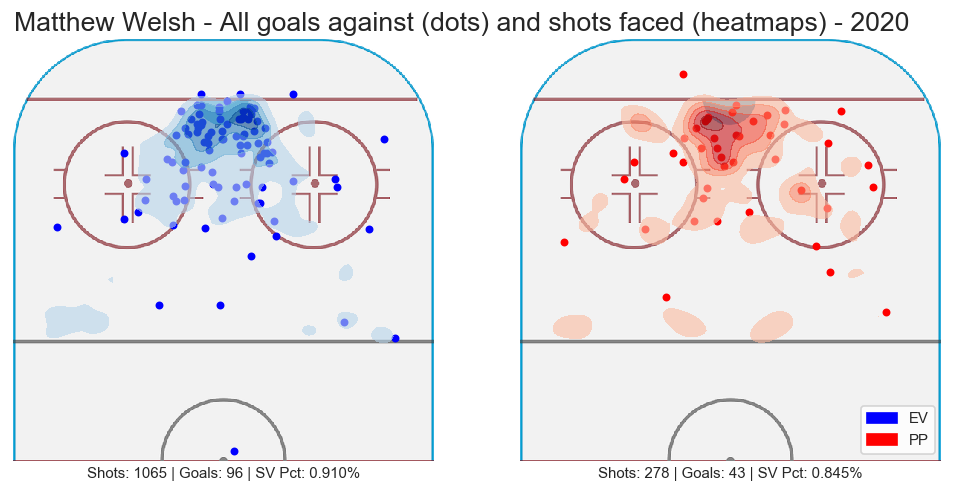 Matthew Welsh - All goals against (dots) and shots faced (heatmaps) - 2020
EV
PP
Shots: 1065 | Goals: 96 | SV Pct: 0.910%
Shots: 278 | Goals: 43 | SV Pct: 0.845%